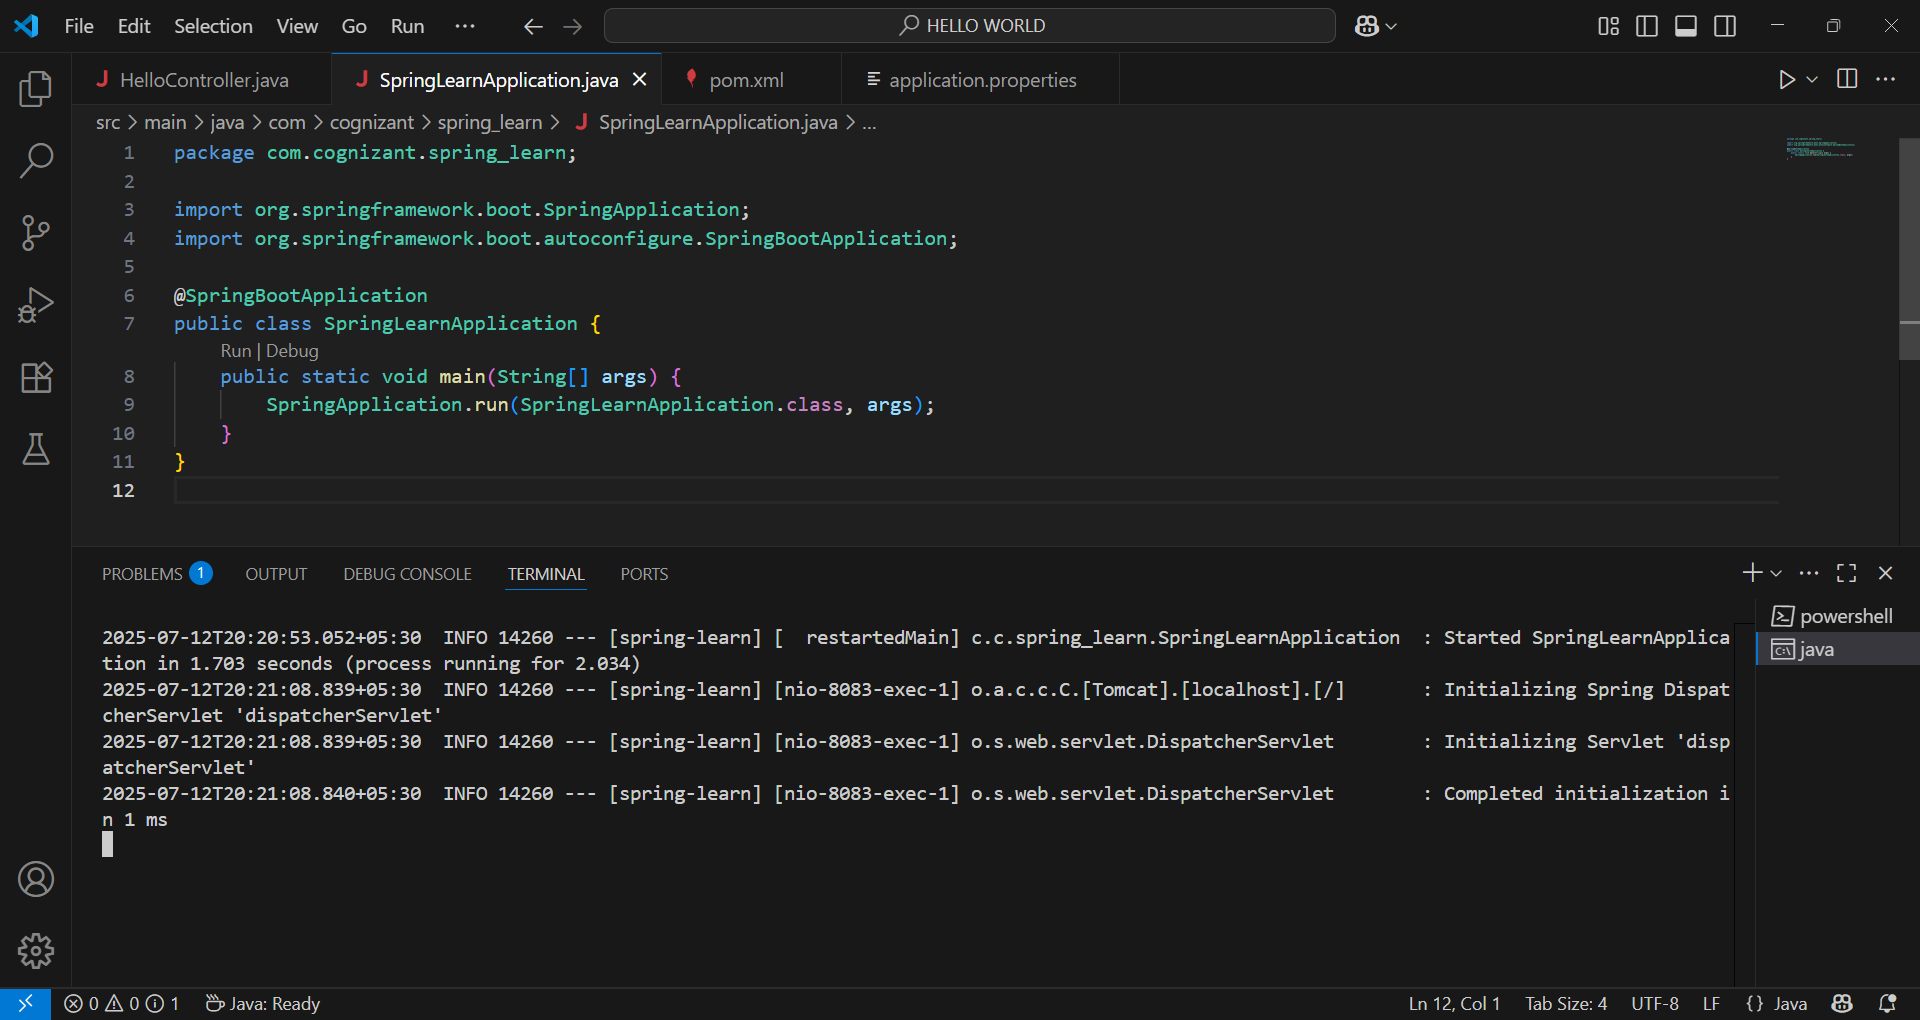 File Edit Selection View Go Run ··· HELLO WORLD
HelloController.java SpringLearnApplication.java pom.xml application.properties
src > main > java > com > cognizant > spring_learn > SpringLearnApplication.java > ...
1 package com.cognizant.spring_learn;
2
3 import org.springframework.boot.SpringApplication;
4 import org.springframework.boot.autoconfigure.SpringBootApplication;
5
6 @SpringBootApplication
7 public class SpringLearnApplication {
Run | Debug
8 public static void main(String[] args) {
9 SpringApplication.run(SpringLearnApplication.class, args);
10 }
11 }
12
PROBLEMS 1 OUTPUT DEBUG CONSOLE TERMINAL PORTS
powershell
java
2025-07-12T20:20:53.052+05:30  INFO 14260 --- [spring-learn] [  restartedMain] c.c.spring_learn.SpringLearnApplication  : Started SpringLearnApplica
tion in 1.703 seconds (process running for 2.034)
2025-07-12T20:21:08.839+05:30  INFO 14260 --- [spring-learn] [nio-8083-exec-1] o.a.c.c.C.[Tomcat].[localhost].[/]       : Initializing Spring Dispat
cherServlet 'dispatcherServlet'
2025-07-12T20:21:08.839+05:30  INFO 14260 --- [spring-learn] [nio-8083-exec-1] o.s.web.servlet.DispatcherServlet        : Initializing Servlet 'disp
atcherServlet'
2025-07-12T20:21:08.840+05:30  INFO 14260 --- [spring-learn] [nio-8083-exec-1] o.s.web.servlet.DispatcherServlet        : Completed initialization i
n 1 ms
0 0 1 Java: Ready Ln 12, Col 1 Tab Size: 4 UTF-8 LF {} Java